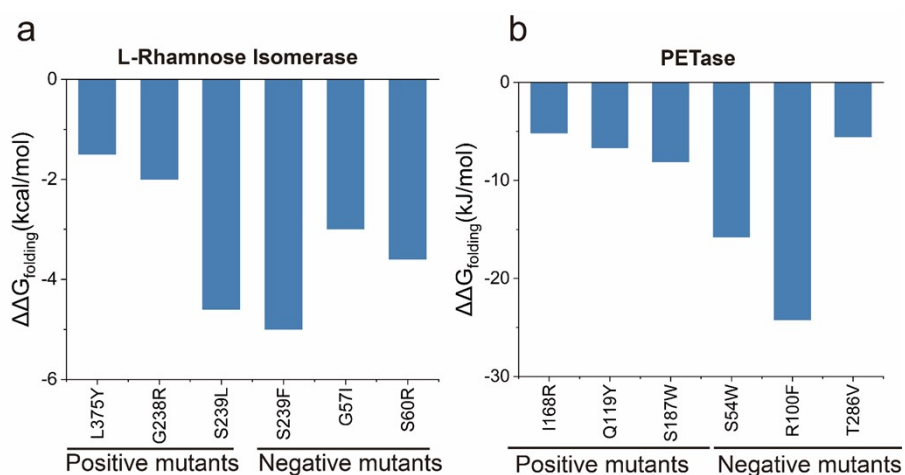 a
L-Rhamnose Isomerase
ΔΔGfolding(kcal/mol)
0
-2
-4
-6
L375Y
G238R
S239L
S239F
G57I
S60R
Positive mutants
Negative mutants
b
PETase
ΔΔGfolding(kJ/mol)
0
-10
-20
-30
I168R
Q119Y
S187W
S54W
R100F
T286V
Positive mutants
Negative mutants